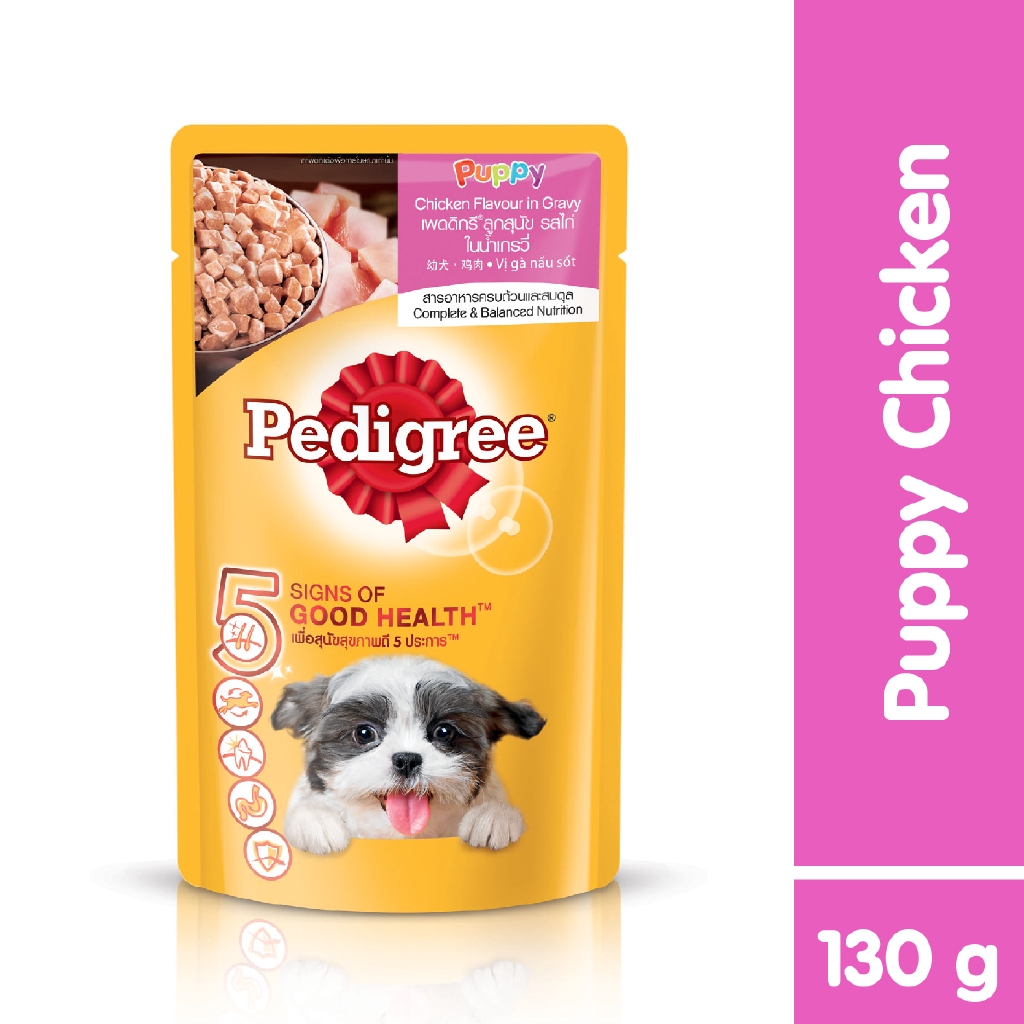 Puppy
Chicken Flavour in Gravy
เพดดิกรี® ลูกสุนัข รสไก่
ในน้ำเกรวี่
幼犬 · 鸡肉 • Vị gà nấu sốt
สารอาหารครบถ้วนและสมดุล
Complete & Balanced Nutrition
Pedigree®
5 SIGNS OF
GOOD HEALTH™
เพื่อสุนัขสุขภาพดี 5 ประการ™
Puppy Chicken
130 g